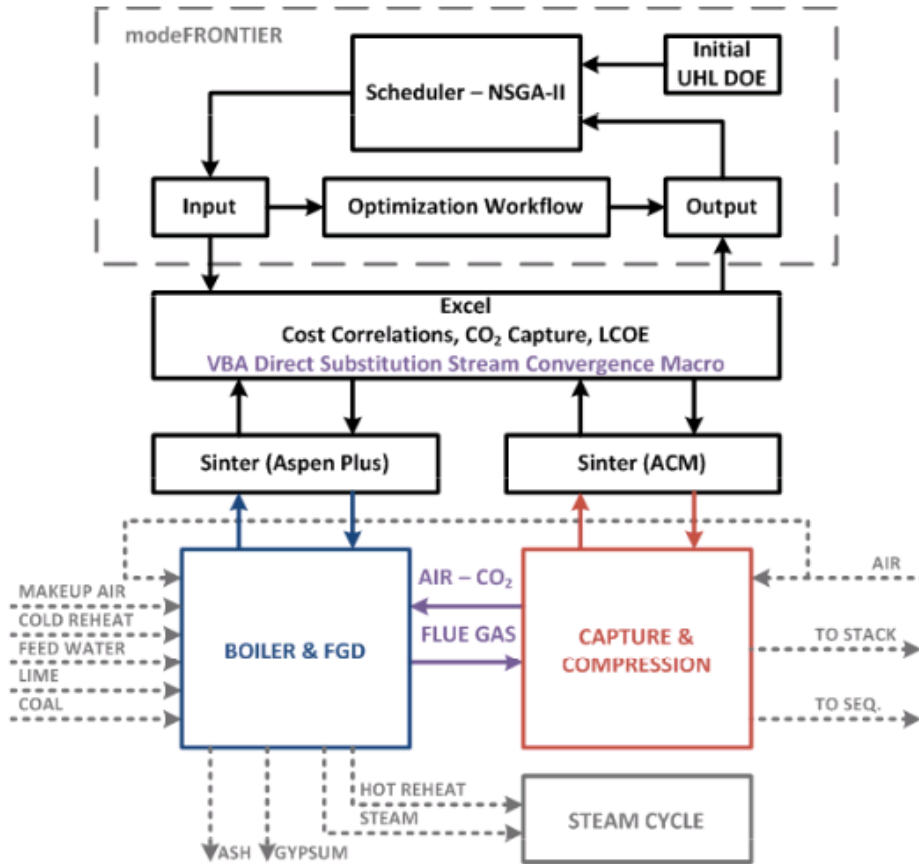 modeFRONTIER
Initial
UHL DOE
Scheduler – NSGA-II
Input
Optimization Workflow
Output
Excel
Cost Correlations, CO₂ Capture, LCOE
VBA Direct Substitution Stream Convergence Macro
Sinter (Aspen Plus)
Sinter (ACM)
MAKEUP AIR
COLD REHEAT
FEED WATER
LIME
COAL
BOILER & FGD
AIR – CO₂
FLUE GAS
CAPTURE &
COMPRESSION
AIR
TO STACK
TO SEQ.
HOT REHEAT
STEAM
ASH
GYPSUM
STEAM CYCLE